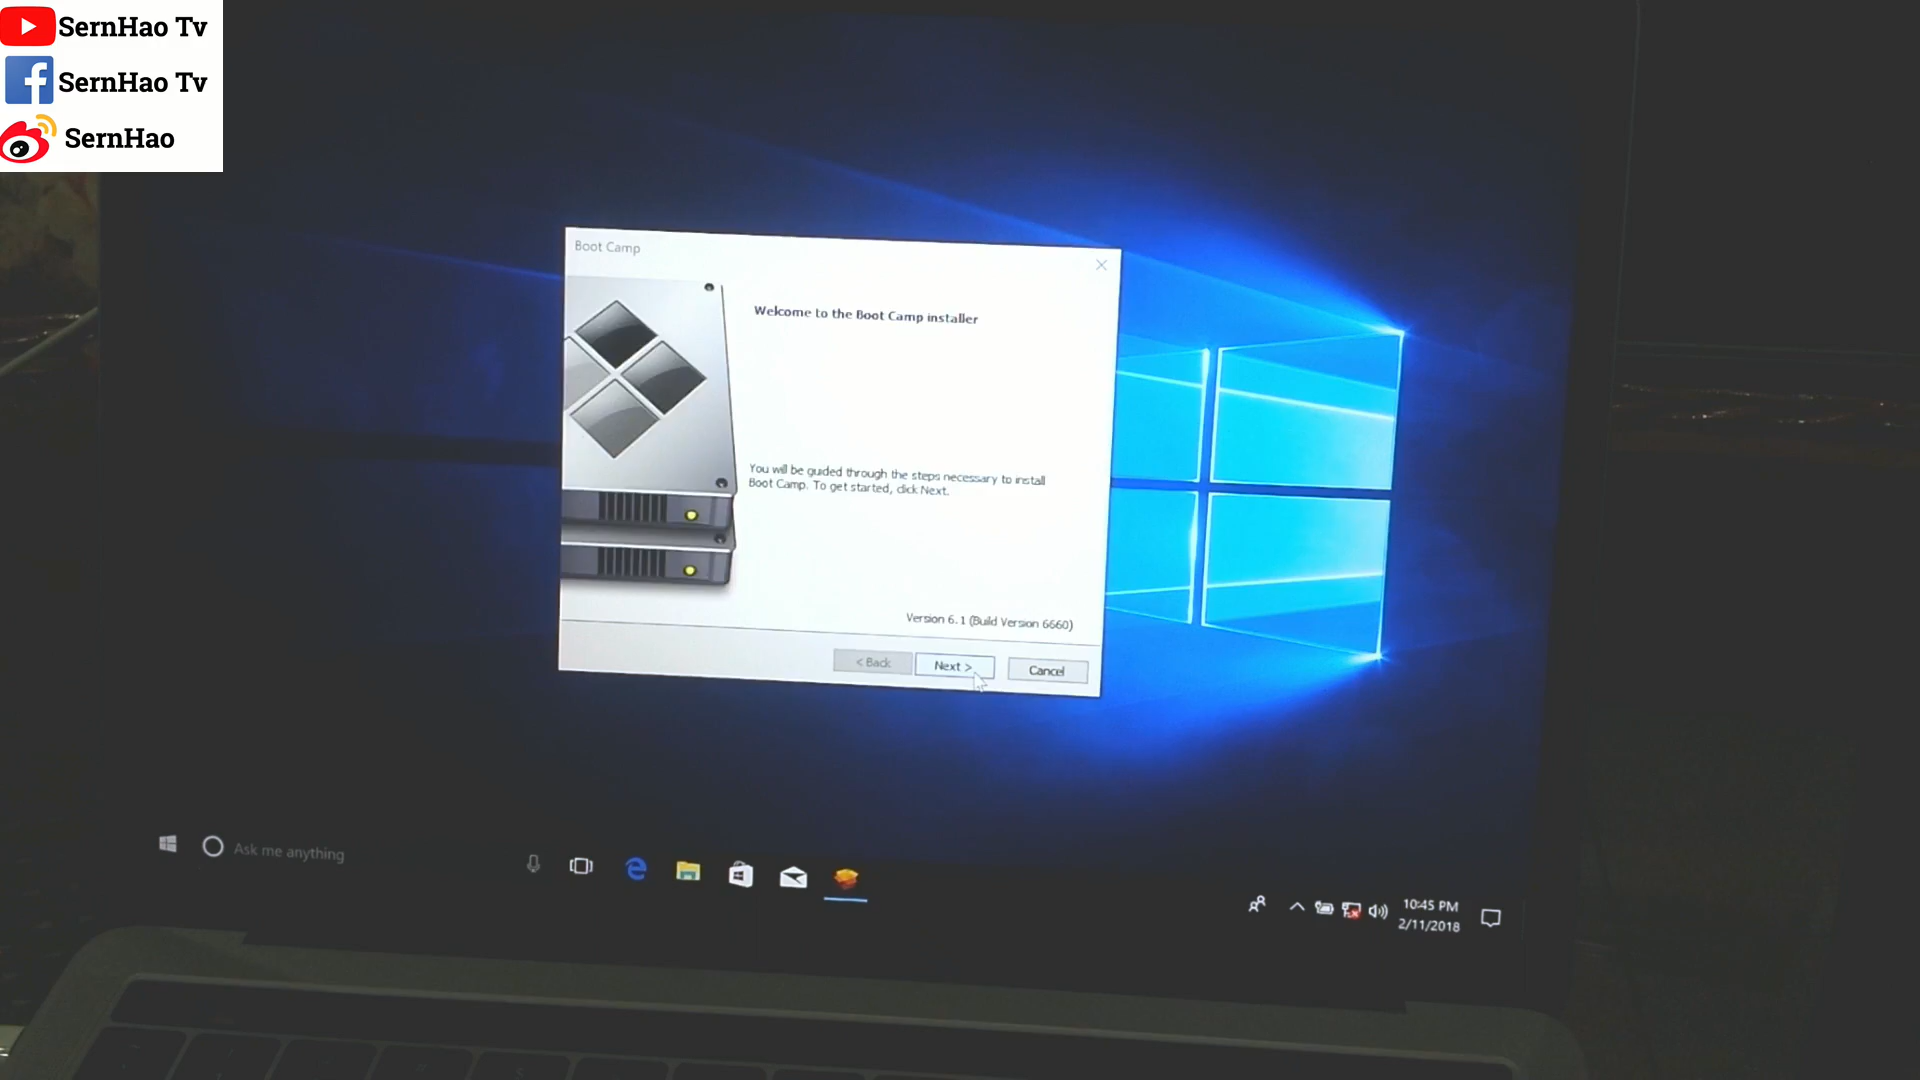 SernHao Tv
SernHao Tv
SernHao
Boot Camp
Welcome to the Boot Camp installer
You will be guided through the steps necessary to install
Boot Camp. To get started, click Next.
Version 6.1 (Build Version 6660)
< Back
Next >
Cancel
Ask me anything
10:45 PM
2/11/2018